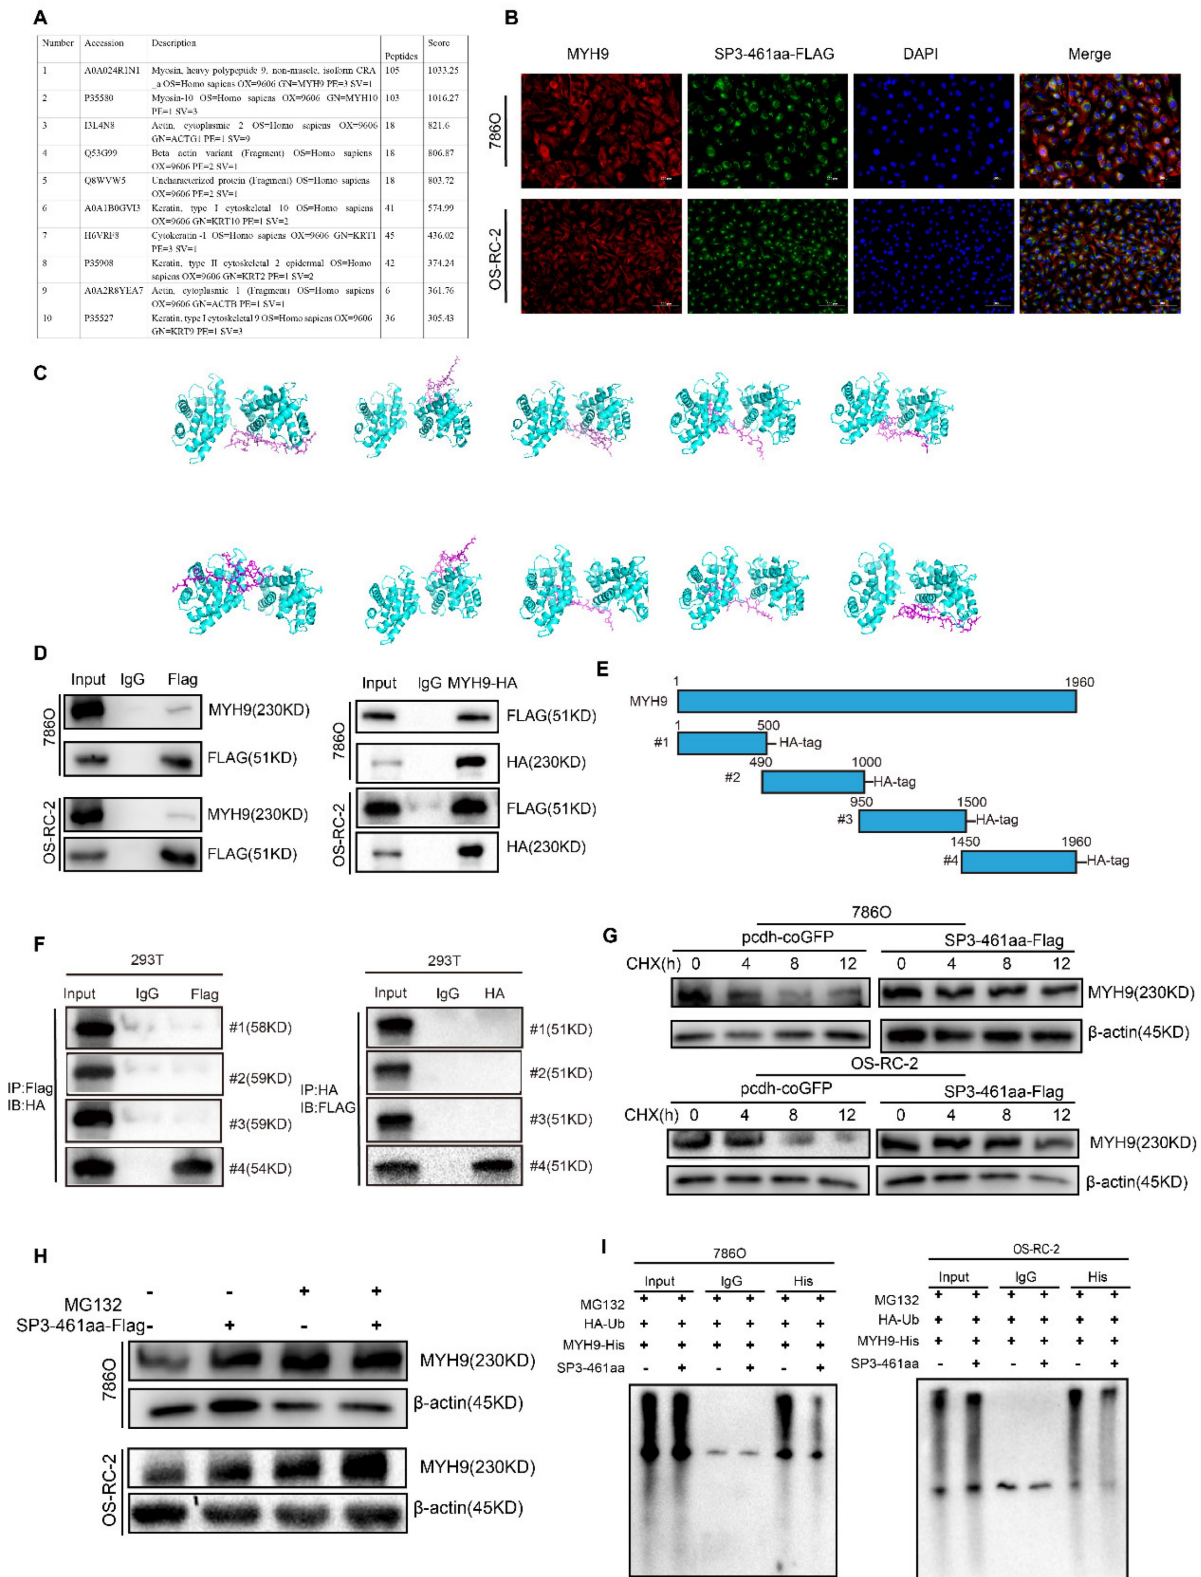 A
Number Accession Description Peptides Score
1 A0A024R1N1 Myosin, heavy polypeptide 9, non-muscle, isoform CRA 105 1033.25
_a OS=Homo sapiens OX=9606 GN=MYH9 PE=3 SV=1
2 P35580 Myosin-10 OS=Homo sapiens OX=9606 GN=MYH10 103 1016.27
PE=1 SV=3
3 I3L4N8 Actin, cytoplasmic 2 OS=Homo sapiens OX=9606 18 821.6
GN=ACTG1 PE=1 SV=9
4 Q53G99 Beta actin variant (Fragment) OS=Homo sapiens 18 806.87
OX=9606 PE=2 SV=1
5 Q8WVW5 Uncharacterized protein (Fragment) OS=Homo sapiens 18 803.72
OX=9606 PE=2 SV=1
6 A0A1B0GVI3 Keratin, type I cytoskeletal 10 OS=Homo sapiens 41 574.99
OX=9606 GN=KRT10 PE=1 SV=2
7 H6VRF8 Cytokeratin-1 OS=Homo sapiens OX=9606 GN=KRT1 45 436.02
PE=3 SV=1
8 P35908 Keratin, type II cytoskeletal 2 epidermal OS=Homo 42 374.24
sapiens OX=9606 GN=KRT2 PE=1 SV=2
9 A0A2R8YEA7 Actin, cytoplasmic 1 (Fragment) OS=Homo sapiens 6 361.76
OX=9606 GN=ACTB PE=1 SV=1
10 P35527 Keratin, type I cytoskeletal 9 OS=Homo sapiens OX=9606 36 305.43
GN=KRT9 PE=1 SV=3
B
MYH9 SP3-461aa-FLAG DAPI Merge
786O
OS-RC-2
C
D
Input IgG Flag
786O
MYH9(230KD)
FLAG(51KD)
OS-RC-2
MYH9(230KD)
FLAG(51KD)
Input IgG MYH9-HA
786O
FLAG(51KD)
HA(230KD)
OS-RC-2
FLAG(51KD)
HA(230KD)
E
1 1960
MYH9
1 500
#1 HA-tag
490 1000
#2 HA-tag
950 1500
#3 HA-tag
1450 1960
#4 HA-tag
F
293T
Input IgG Flag
IP:Flag
IB:HA
#1(58KD)
#2(59KD)
#3(59KD)
#4(54KD)
293T
Input IgG HA
IP:HA
IB:FLAG
#1(51KD)
#2(51KD)
#3(51KD)
#4(51KD)
G
786O
pcdh-coGFP SP3-461aa-Flag
CHX(h) 0 4 8 12 0 4 8 12
MYH9(230KD)
β-actin(45KD)
OS-RC-2
pcdh-coGFP SP3-461aa-Flag
CHX(h) 0 4 8 12 0 4 8 12
MYH9(230KD)
β-actin(45KD)
H
MG132 - - + +
SP3-461aa-Flag - + - +
786O
MYH9(230KD)
β-actin(45KD)
OS-RC-2
MYH9(230KD)
β-actin(45KD)
I
786O
Input IgG His
MG132 + + + + + +
HA-Ub + + + + + +
MYH9-His + + + + + +
SP3-461aa - + - + - +
OS-RC-2
Input IgG His
MG132 + + + + + +
HA-Ub + + + + + +
MYH9-His + + + + + +
SP3-461aa - + - + - +